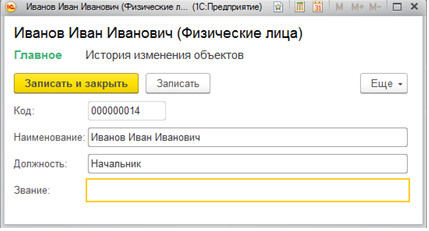 Иванов Иван Иванович (Физические л... (1С:Предприятие)
M M+ M-
Иванов Иван Иванович (Физические лица)
Главное История изменения объектов
Записать и закрыть Записать Еще
Код: 000000014
Наименование: Иванов Иван Иванович
Должность: Начальник
Звание: